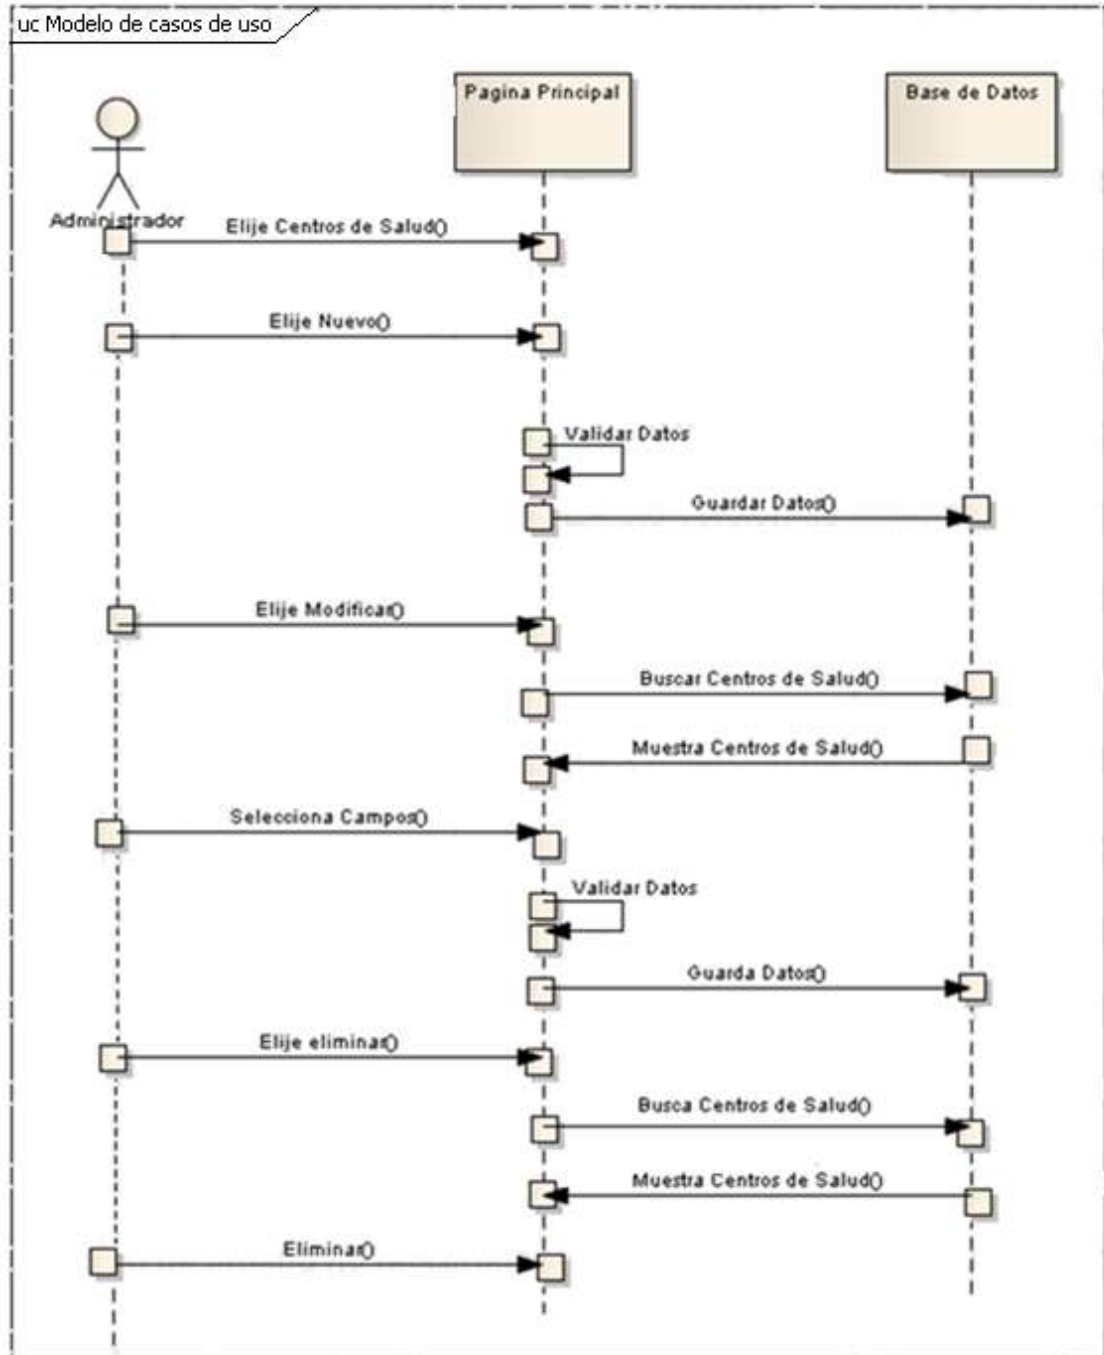 uc Modelo de casos de uso
Pagina Principal
Base de Datos
Administrador
Elije Centros de Salud()
Elije Nuevo()
Validar Datos
Guardar Datos()
Elije Modificar()
Buscar Centros de Salud()
Muestra Centros de Salud()
Selecciona Campos()
Validar Datos
Guarda Datos()
Elije eliminar()
Busca Centros de Salud()
Muestra Centros de Salud()
Eliminar()